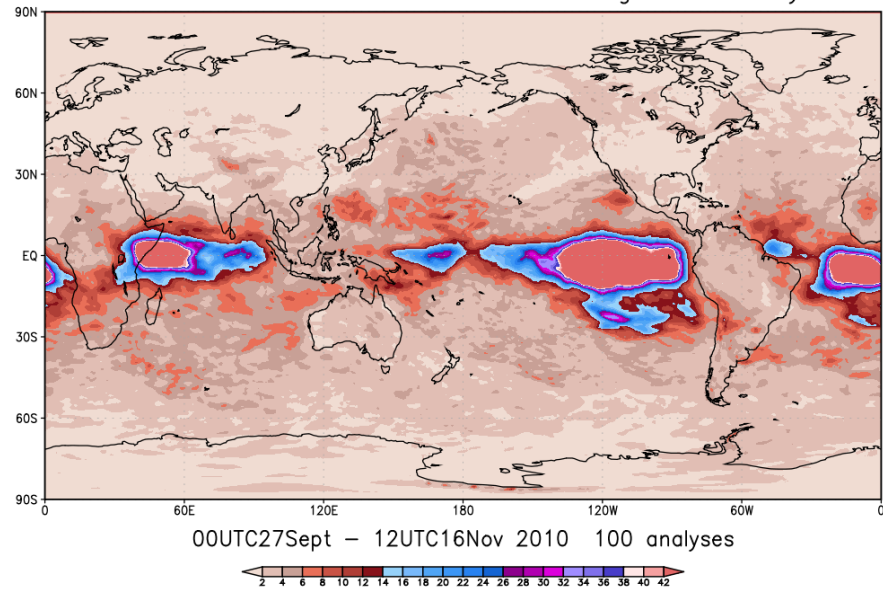 90N
60N
30N
EQ
30S
60S
90S
0 60E 120E 180 120W 60W 0
00UTC27Sept – 12UTC16Nov 2010 100 analyses
2 4 6 8 10 12 14 16 18 20 22 24 26 28 30 32 34 36 38 40 42